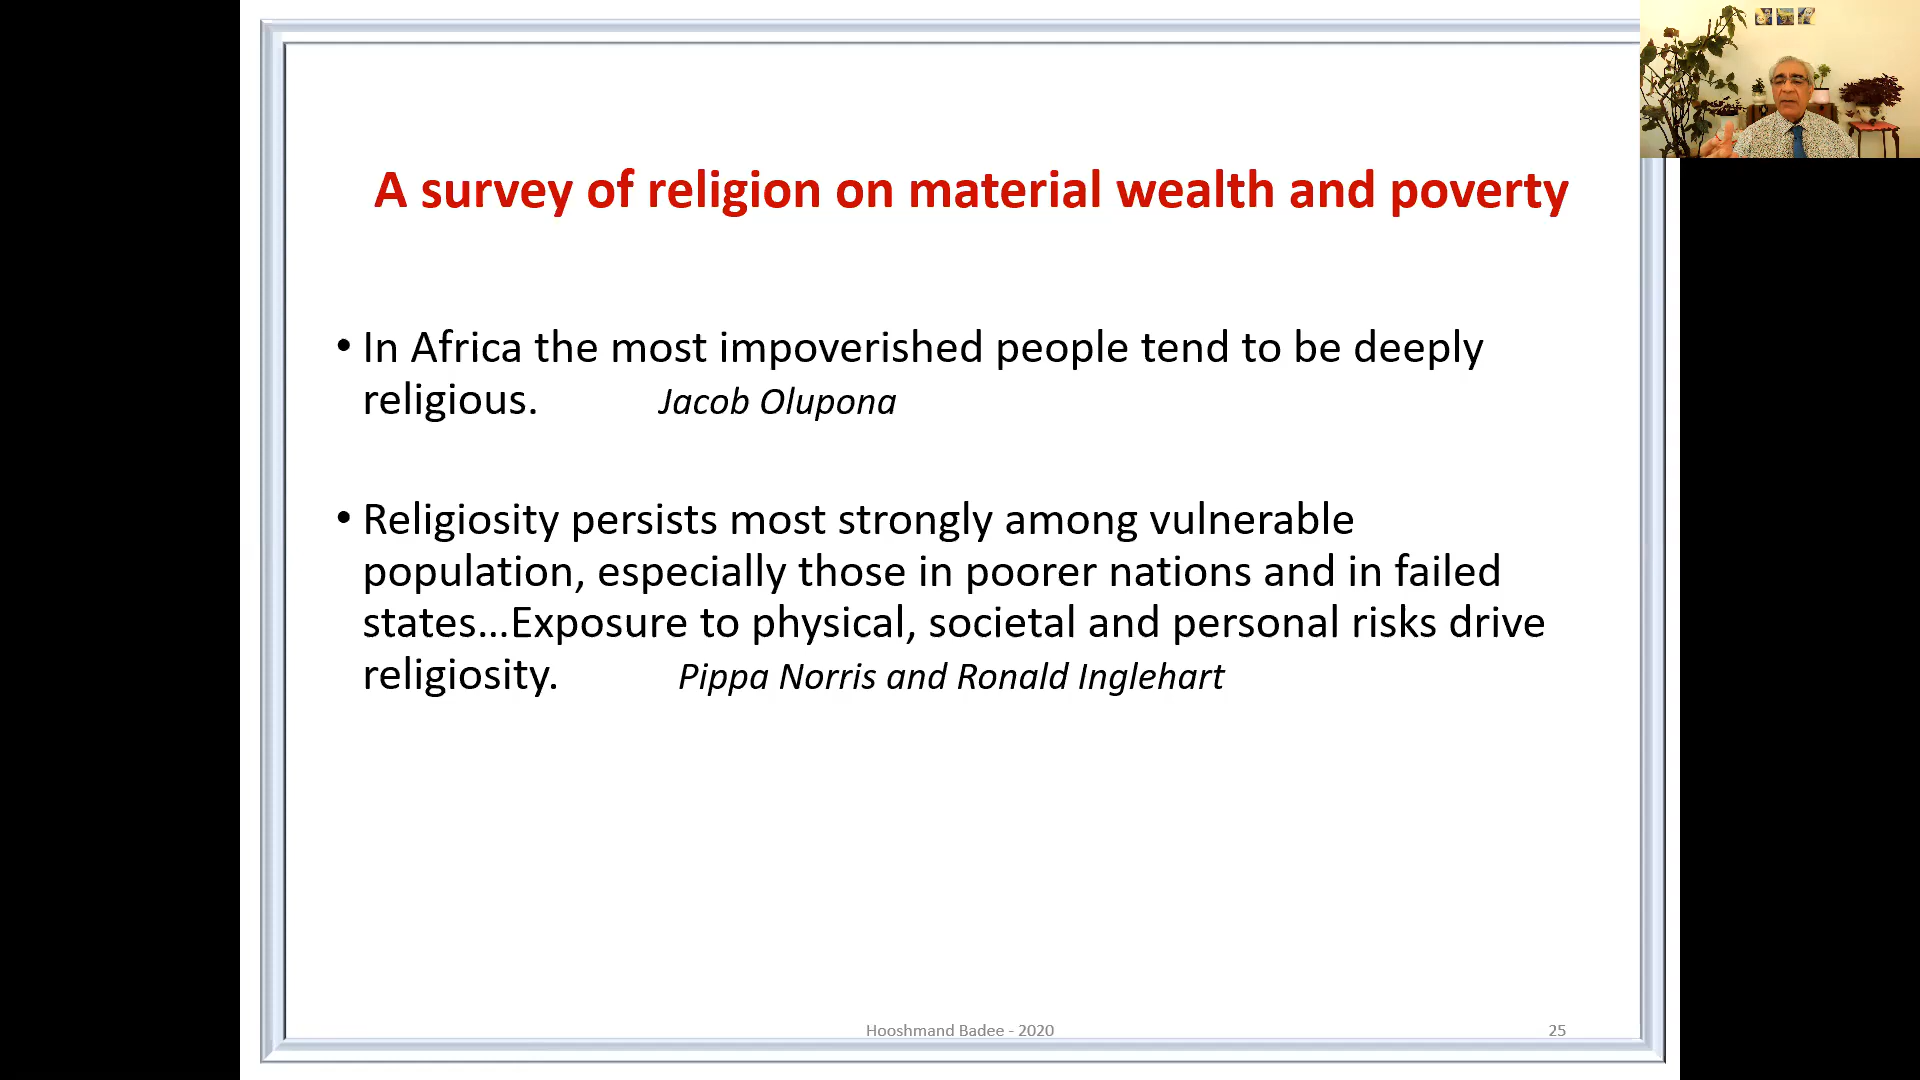 A survey of religion on material wealth and poverty
• In Africa the most impoverished people tend to be deeply
religious. Jacob Olupona
• Religiosity persists most strongly among vulnerable
population, especially those in poorer nations and in failed
states...Exposure to physical, societal and personal risks drive
religiosity. Pippa Norris and Ronald Inglehart
Hooshmand Badee - 2020 25